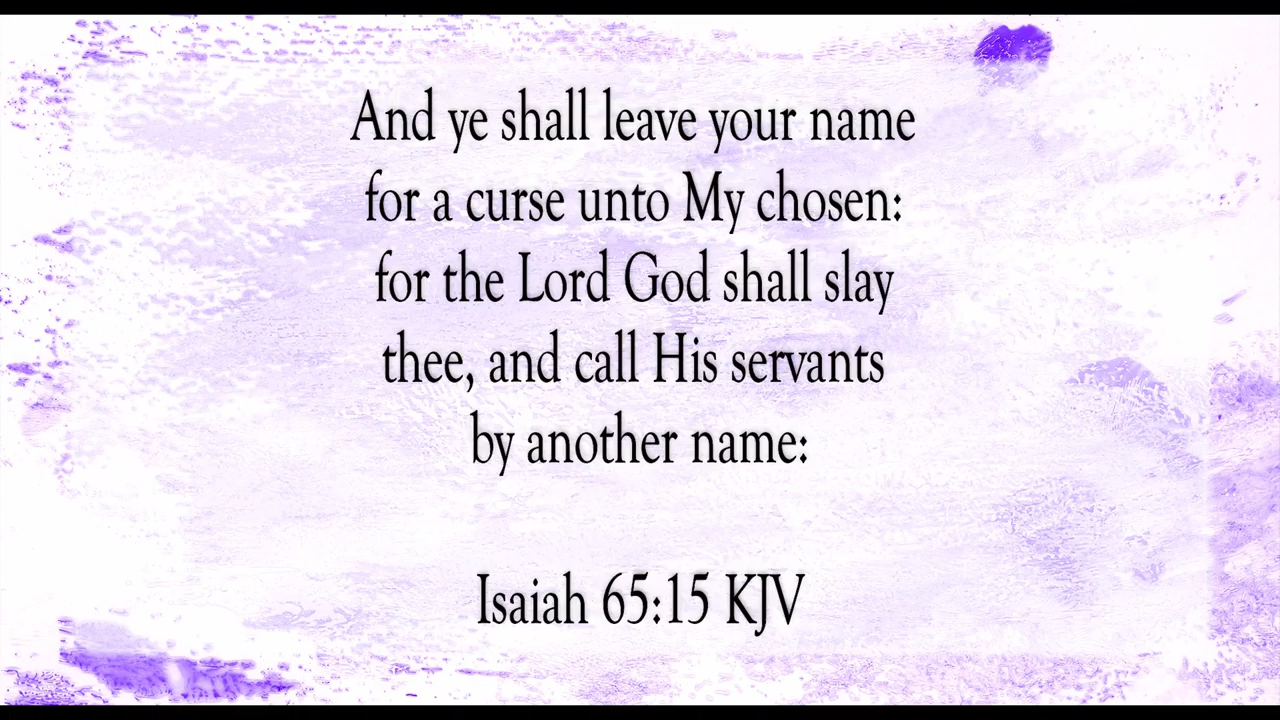 And ye shall leave your name
for a curse unto My chosen:
for the Lord God shall slay
thee, and call His servants
by another name:
Isaiah 65:15 KJV